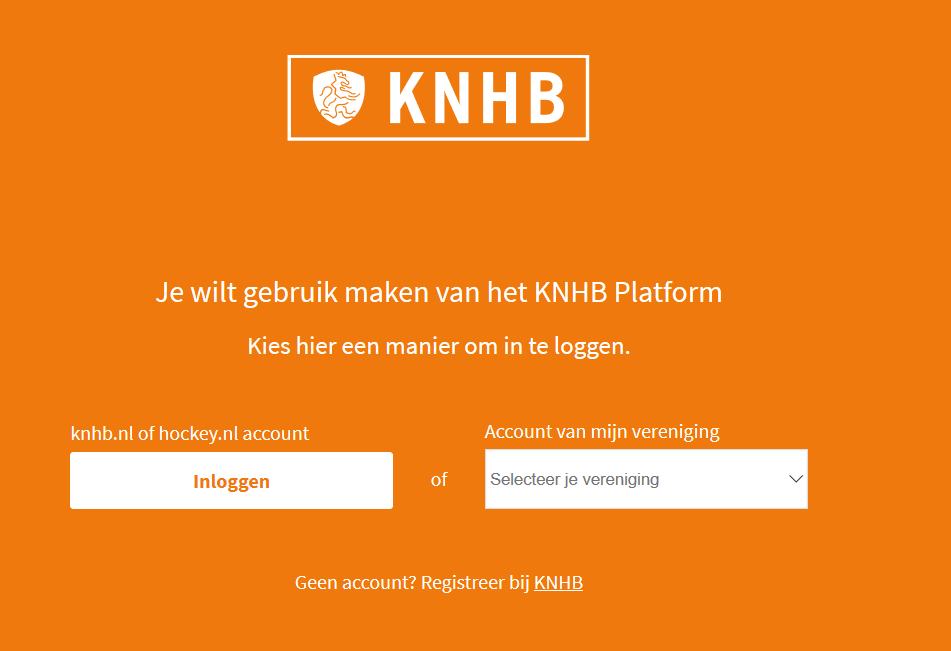 KNHB
Je wilt gebruik maken van het KNHB Platform
Kies hier een manier om in te loggen.
knhb.nl of hockey.nl account
Inloggen
of
Account van mijn vereniging
Selecteer je vereniging
Geen account? Registreer bij KNHB